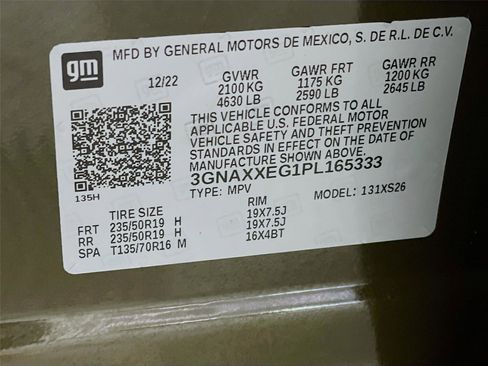 gm
MFD BY GENERAL MOTORS DE MEXICO, S. DE R.L. DE C.V.
12/22 GVWR GAWR FRT GAWR RR
2100 KG 1175 KG 1200 KG
4630 LB 2590 LB 2645 LB
THIS VEHICLE CONFORMS TO ALL
APPLICABLE U.S. FEDERAL MOTOR
VEHICLE SAFETY AND THEFT PREVENTION
STANDARDS IN EFFECT ON THE DATE OF
MANUFACTURE SHOWN ABOVE.
3GNAXXEG1PL165333
135H TYPE: MPV MODEL: 131XS26
TIRE SIZE RIM
FRT 235/50R19 H 19X7.5J
RR 235/50R19 H 19X7.5J
SPA T135/70R16 M 16X4BT